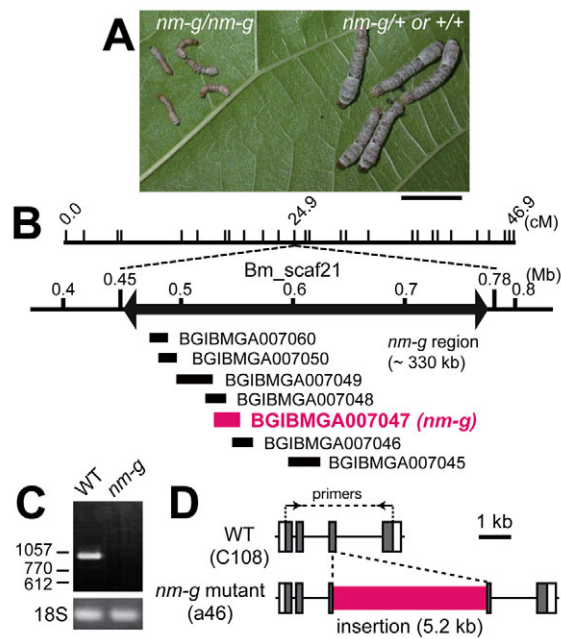 A
nm-g/nm-g
nm-g/+ or +/+
B
0.0
24.9
46.9
(cM)
Bm_scaf21
0.4
0.45
0.5
0.6
0.7
0.78
0.8
(Mb)
nm-g region
(~ 330 kb)
BGIBMGA007060
BGIBMGA007050
BGIBMGA007049
BGIBMGA007048
BGIBMGA007047 (nm-g)
BGIBMGA007046
BGIBMGA007045
C
WT
nm-g
1057
770
612
18S
D
primers
WT
(C108)
1 kb
nm-g mutant
(a46)
insertion (5.2 kb)